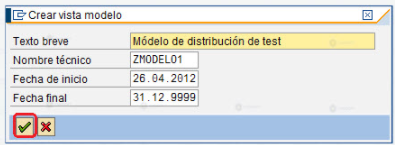 Crear vista modelo
Texto breve Módelo de distribución de test
Nombre técnico ZMODEL01
Fecha de inicio 26.04.2012
Fecha final 31.12.9999